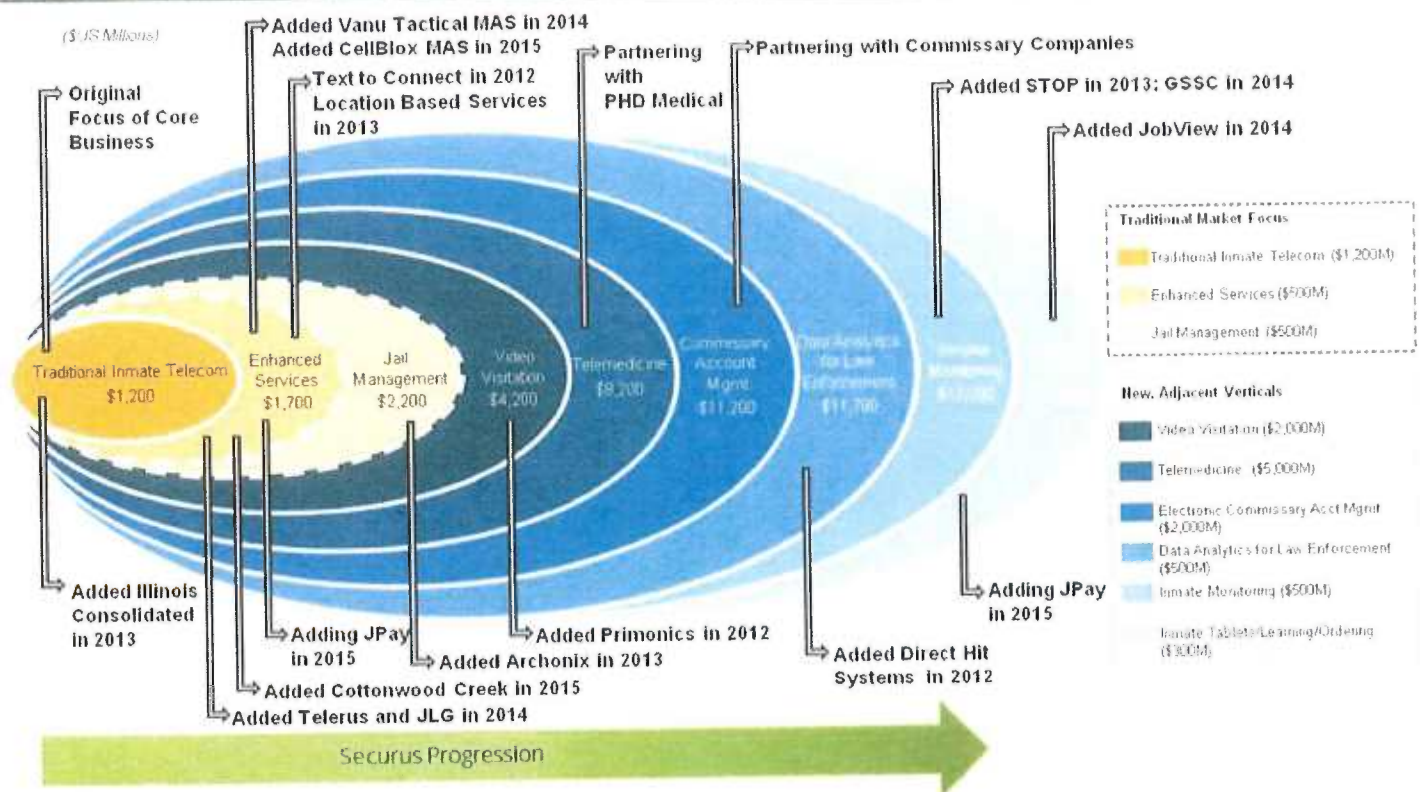 ($ US Millions)
Added Vanu Tactical MAS in 2014
Added CellBlox MAS in 2015
Original
Focus of Core
Business
Text to Connect in 2012
Location Based Services
in 2013
Partnering
with
PHD Medical
Partnering with Commissary Companies
Added STOP in 2013; GSSC in 2014
Added JobView in 2014
Traditional Inmate Telecom
$1,200
Enhanced
Services
$1,700
Jail
Management
$2,200
Video
Visitation
$4,200
Telemedicine
$9,200
Commissary
Account
Mgmt
$11,200
Data Analytics
for Law
Enforcement
$11,700
Traditional Market Focus
Traditional Inmate Telecom ($1,200M)
Enhanced Services ($500M)
Jail Management ($500M)
New, Adjacent Verticals
Video Visitation ($2,000M)
Telemedicine ($5,000M)
Electronic Commissary Acct Mgmt
($2,000M)
Data Analytics for Law Enforcement
($500M)
Inmate Monitoring ($500M)
Inmate Tablets/Learning/Ordering
($300M)
Added Illinois
Consolidated
in 2013
Adding JPay
in 2015
Added Primonics in 2012
Added Archonix in 2013
Added Cottonwood Creek in 2015
Added Telerus and JLG in 2014
Added Direct Hit
Systems in 2012
Adding JPay
in 2015
Securus Progression